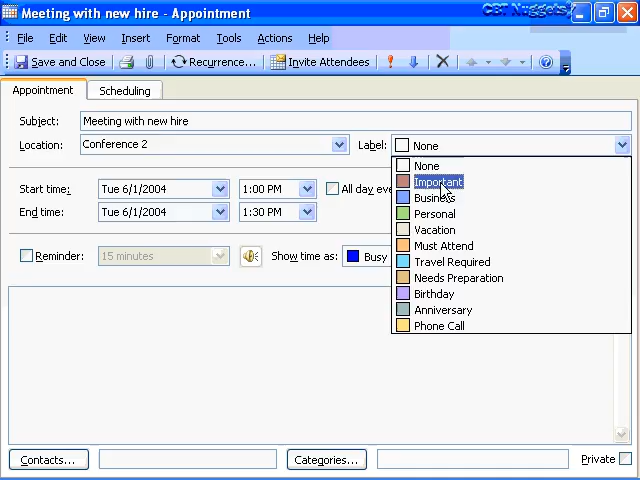 Meeting with new hire - Appointment
CBT Nuggets
File Edit View Insert Format Tools Actions Help
Save and Close Recurrence... Invite Attendees
Appointment Scheduling
Subject: Meeting with new hire
Location: Conference 2 Label: None
None
Important
Start time: Tue 6/1/2004 1:00 PM All day eve
Business
End time: Tue 6/1/2004 1:30 PM
Personal
Vacation
Must Attend
Reminder: 15 minutes Show time as: Busy
Travel Required
Needs Preparation
Birthday
Anniversary
Phone Call
Contacts... Categories... Private